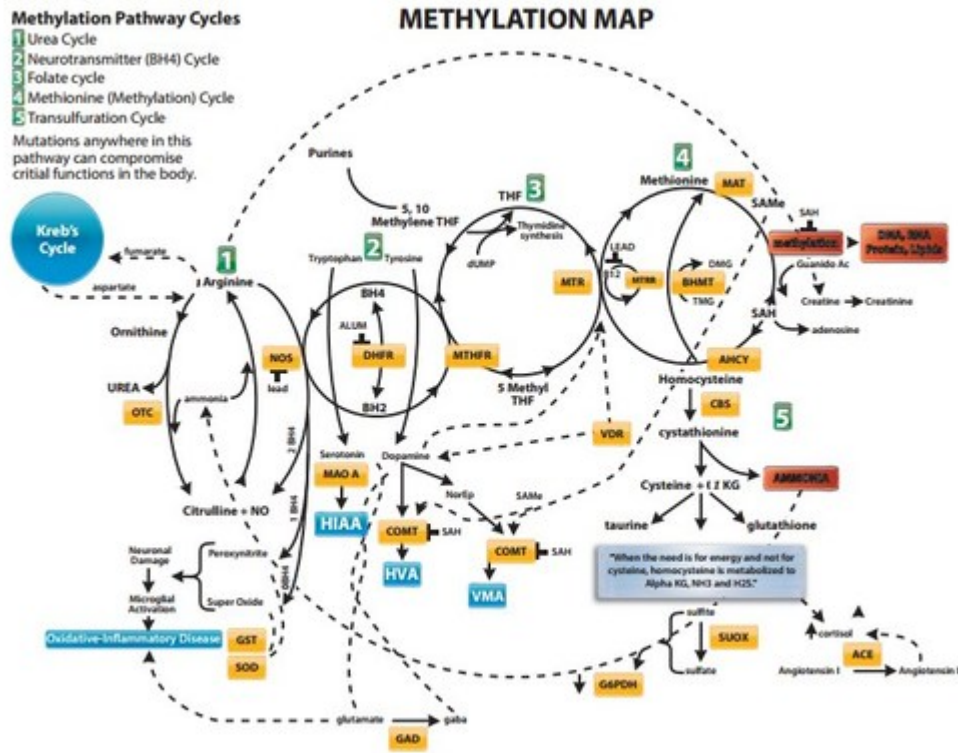 METHYLATION MAP
Methylation Pathway Cycles
1 Urea Cycle
2 Neurotransmitter (BH4) Cycle
3 Folate cycle
4 Methionine (Methylation) Cycle
5 Transulfuration Cycle
Mutations anywhere in this
pathway can compromise
critial functions in the body.
Kreb's
Cycle
fumarate
aspartate
1
Arginine
Ornithine
UREA
OTC
ammonia
NOS
lead
Citrulline + NO
2 BH4
1 BH4
0BH4
Neuronal
Damage
Microglial
Activation
Peroxynitrite
Super Oxide
Oxidative-Inflammatory Disease
GST
SOD
Purines
5, 10
Methylene THF
2
Tryptophan
Tyrosine
BH4
ALUM
DHFR
BH2
MTHFR
Serotonin
MAO A
HIAA
Dopamine
COMT
SAH
HVA
Norep
SAMe
COMT
SAH
VMA
glutamate
gaba
GAD
THF
3
Thymidine
synthesis
dUMP
5 Methyl
THF
MTR
VDR
4
Methionine
MAT
SAMe
LEAD
MTRR
BHMT
DMG
TMG
SAH
methylation
DNA, RNA
Protein, Lipids
Guanido Ac
Creatine
Creatinine
SAH
adenosine
AHCY
Homocysteine
CBS
cystathionine
5
AMMONIA
Cysteine
KG
taurine
glutathione
"When the need is for energy and not for
cysteine, homocysteine is metabolized to
Alpha KG, NH3 and H2S."
sulfite
SUOX
sulfate
G6PDH
cortisol
ACE
Angiotensin I
Angiotensin